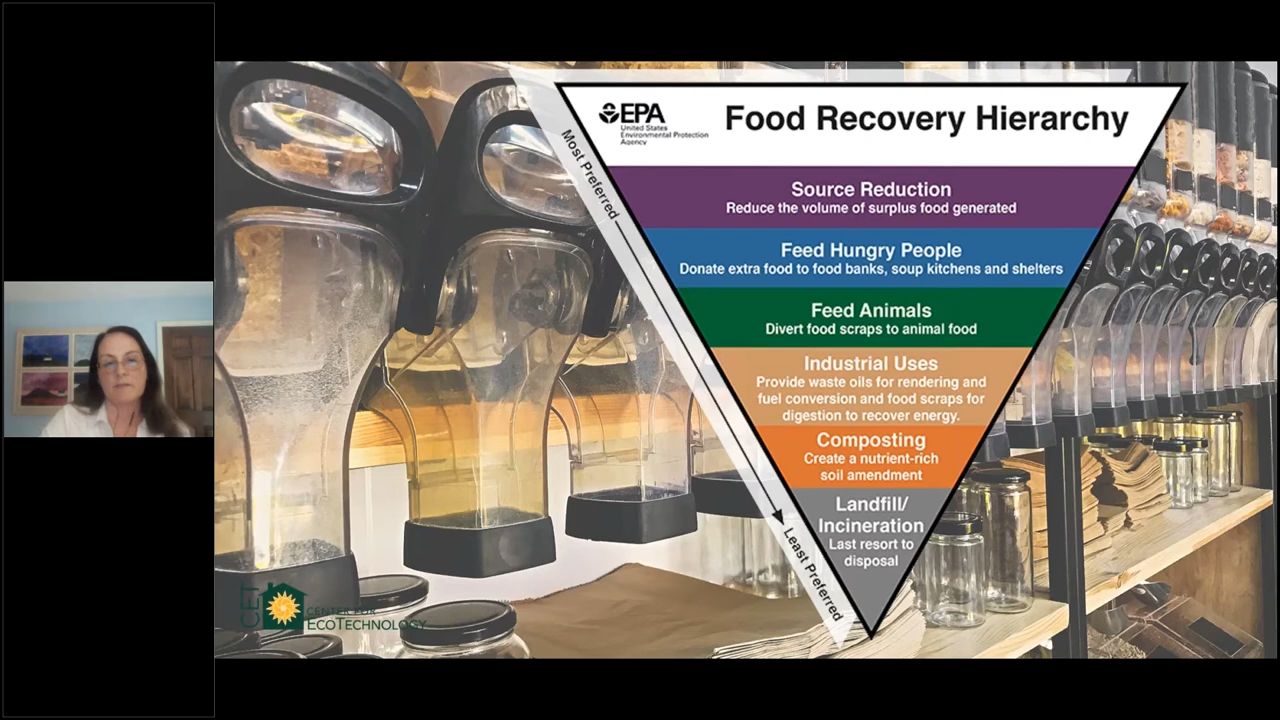 EPA
United States
Environmental Protection
Agency
Food Recovery Hierarchy
Most Preferred
Source Reduction
Reduce the volume of surplus food generated
Feed Hungry People
Donate extra food to food banks, soup kitchens and shelters
Feed Animals
Divert food scraps to animal food
Industrial Uses
Provide waste oils for rendering and
fuel conversion and food scraps for
digestion to recover energy.
Composting
Create a nutrient-rich
soil amendment
Landfill/
Incineration
Last resort to
disposal
Least Preferred
CET
CENTER FOR
ECOTECHNOLOGY